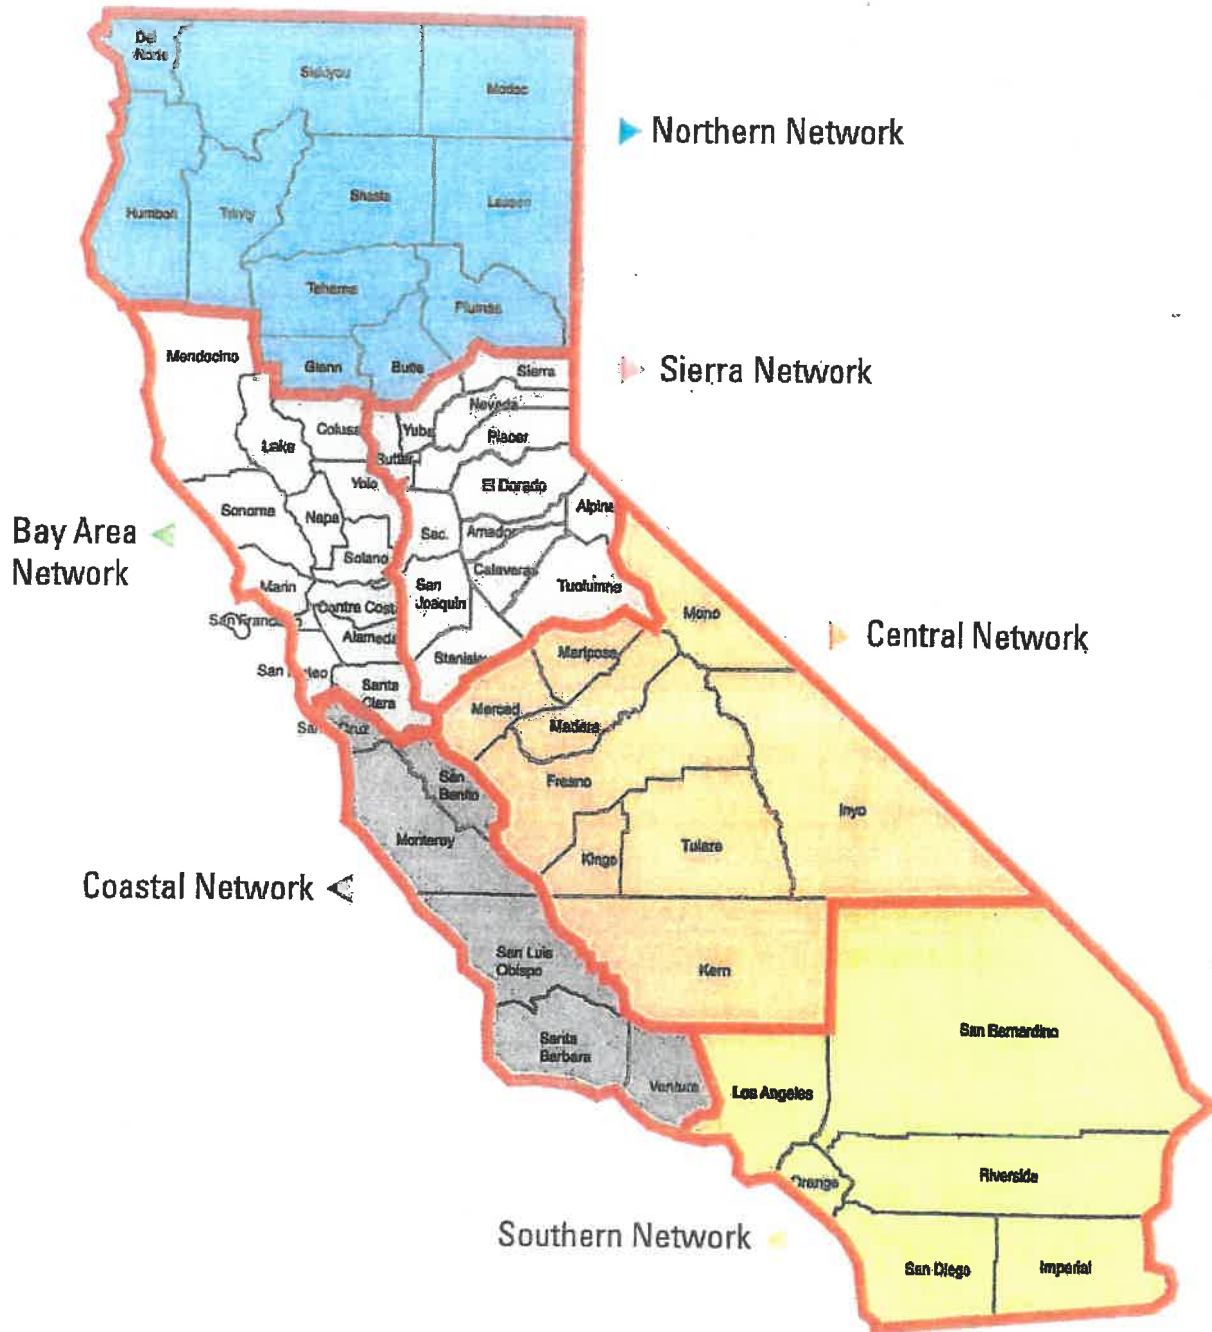 Del
Norte
Siskiyou
Modoc
Northern Network
Humbolt
Trinity
Shasta
Lassen
Tehama
Plumas
Mendocino
Glenn
Butte
Sierra
Sierra Network
Nevada
Colusa
Yuba
Placer
Lake
Sutter
Yolo
El Dorado
Alpine
Sonoma
Napa
Sac.
Amador
Bay Area
Network
Solano
Calaveras
Marin
San
Joaquin
Tuolumne
Contra Cost
Mono
Central Network
Alameda
Stanisla
Mariposa
Santa
Clara
Merced
Madera
San
Benito
Fresno
Inyo
Monterey
Kings
Tulare
Coastal Network
San Luis
Obispo
Kern
San Bernardino
Santa
Barbara
Ventura
Los Angeles
Orange
Riverside
Southern Network
San Diego
Imperial